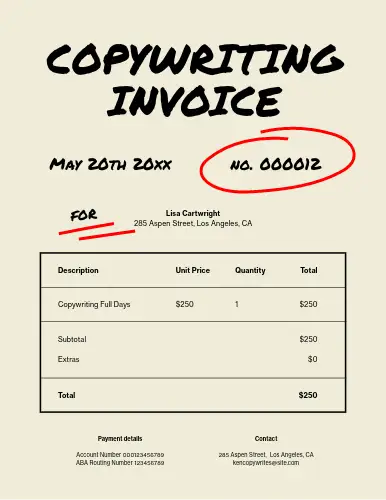 COPYWRITING
INVOICE
MAY 20TH 20XX
NO. 000012
FOR
Lisa Cartwright
285 Aspen Street, Los Angeles, CA
Description Unit Price Quantity Total
Copywriting Full Days $250 1 $250
Subtotal $250
Extras $0
Total $250
Payment details Contact
Account Number 000123456789 285 Aspen Street, Los Angeles, CA
ABA Routing Number 123456789 kencopywrites@site.com